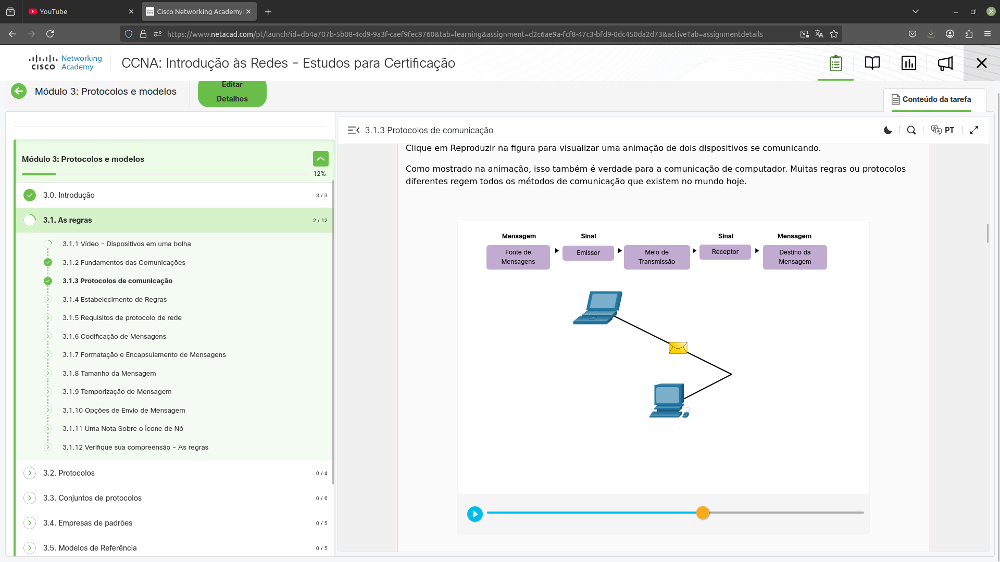 YouTube
Cisco Networking Academy:
https://www.netacad.com/pt/launch?id=db4a707b-5b08-4cd9-9a3f-caef9fec8760&tab=learning&assignment=d2c6ae9a-fcf8-47c3-bfd9-0dc450da2d73&activeTab=assignmentdetails
CISCO
Networking
Academy
CCNA: Introdução às Redes - Estudos para Certificação
Módulo 3: Protocolos e modelos
Editar
Detalhes
Conteúdo da tarefa
Módulo 3: Protocolos e modelos
12%
3.0. Introdução 3 / 3
3.1. As regras 2 / 12
3.1.1 Vídeo - Dispositivos em uma bolha
3.1.2 Fundamentos das Comunicações
3.1.3 Protocolos de comunicação
3.1.4 Estabelecimento de Regras
3.1.5 Requisitos de protocolo de rede
3.1.6 Codificação de Mensagens
3.1.7 Formatação e Encapsulamento de Mensagens
3.1.8 Tamanho da Mensagem
3.1.9 Temporização de Mensagem
3.1.10 Opções de Envio de Mensagem
3.1.11 Uma Nota Sobre o Ícone de Nó
3.1.12 Verifique sua compreensão - As regras
3.2. Protocolos 0 / 4
3.3. Conjuntos de protocolos 0 / 6
3.4. Empresas de padrões 0 / 5
3.5. Modelos de Referência 0 / 5
3.1.3 Protocolos de comunicação
PT
Clique em Reproduzir na figura para visualizar uma animação de dois dispositivos se comunicando.
Como mostrado na animação, isso também é verdade para a comunicação de computador. Muitas regras ou protocolos
diferentes regem todos os métodos de comunicação que existem no mundo hoje.
Mensagem Sinal Sinal Mensagem
Fonte de
Mensagens
Emissor
Meio de
Transmissão
Receptor
Destino da
Mensagem